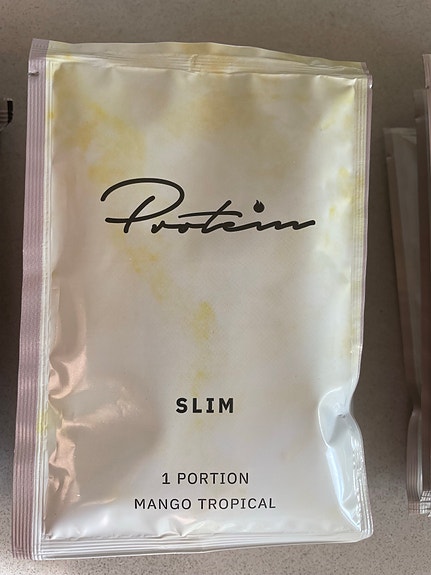 Protein
SLIM
1 PORTION
MANGO TROPICAL